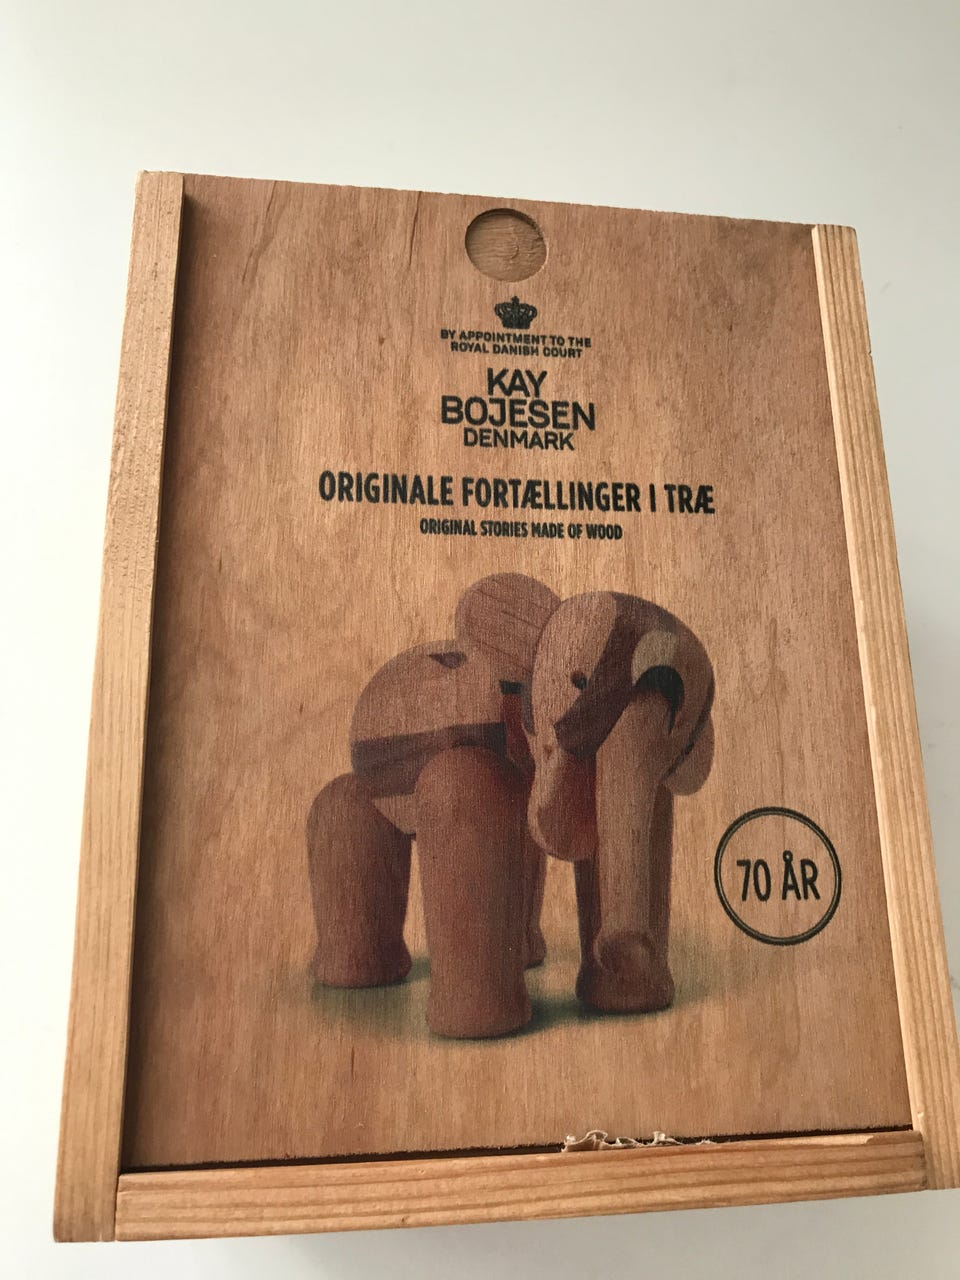 BY APPOINTMENT TO THE
ROYAL DANISH COURT
KAY
BOJESEN
DENMARK
ORIGINALE FORTÆLLINGER I TRÆ
ORIGINAL STORIES MADE OF WOOD
70 ÅR